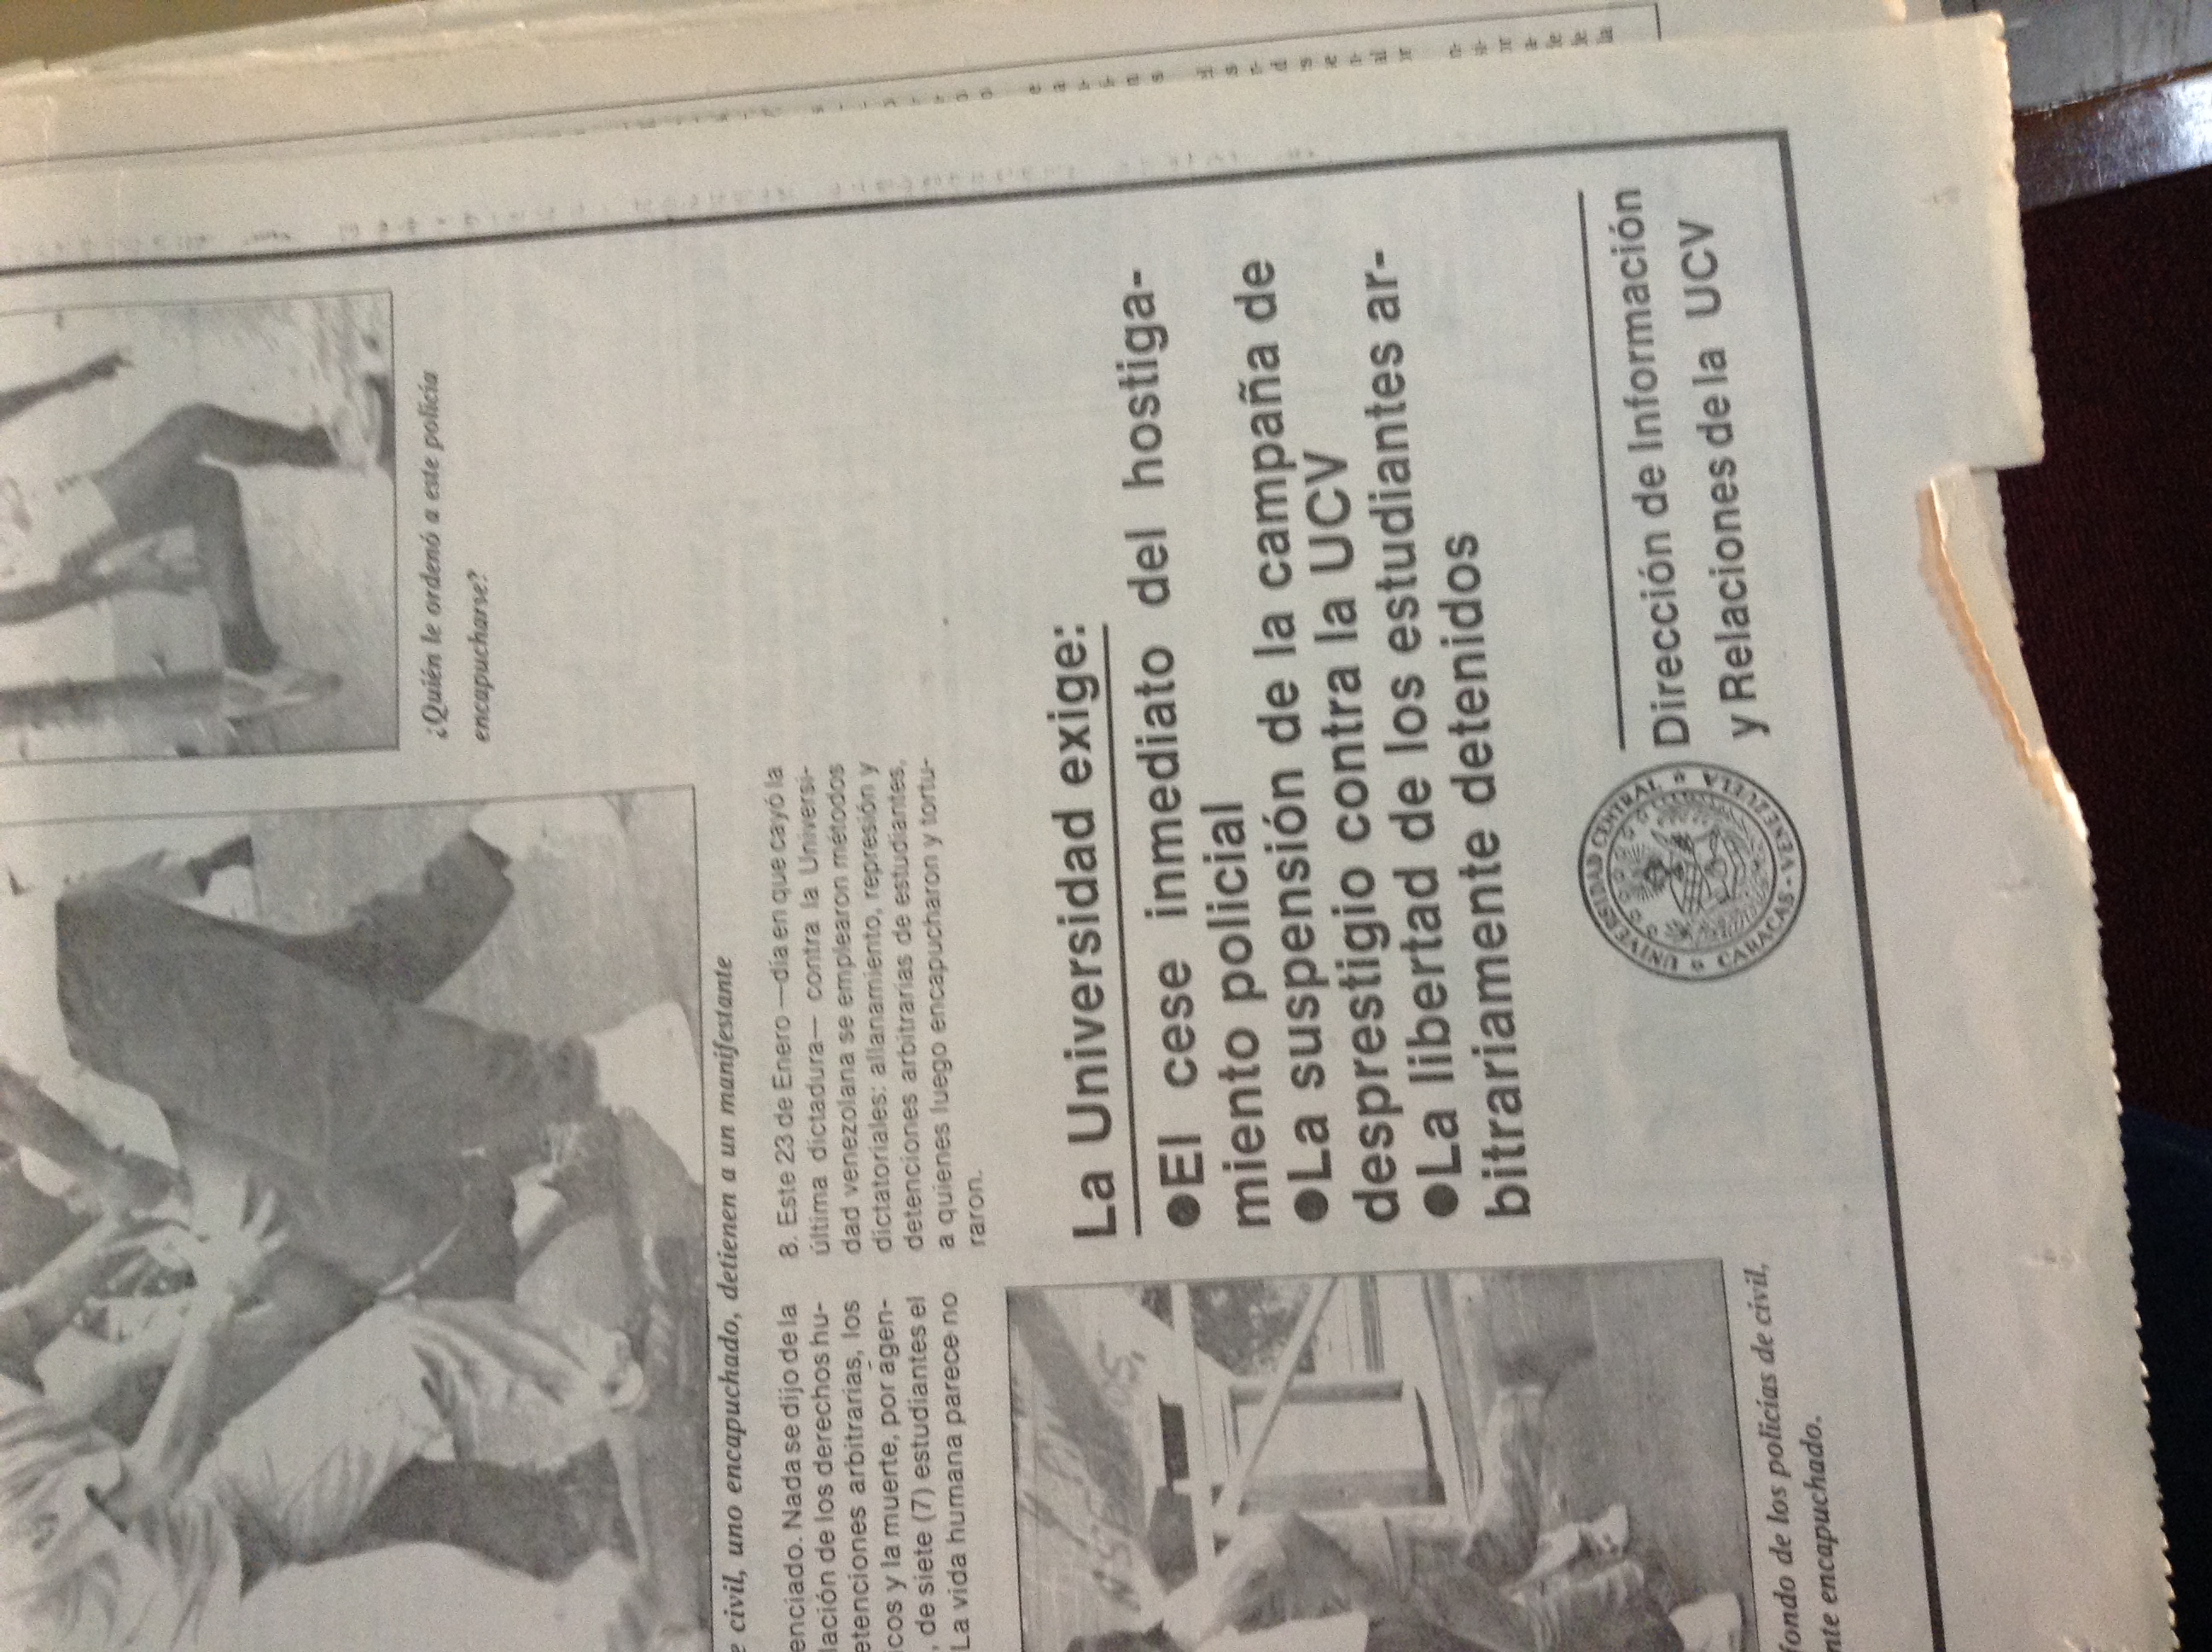 ¿Quién le ordenó a este policía
encapucharse?
e civil, uno encapuchado, detienen a un manifestante
enciado. Nada se dijo de la
lación de los derechos hu-
etenciones arbitrarias, los
icos y la muerte, por agen-
de siete (7) estudiantes el
La vida humana parece no
8. Este 23 de Enero —día en que cayó la
última dictadura— contra la Universi-
dad venezolana se emplearon métodos
dictatoriales: allanamiento, represión y
detenciones arbitrarias de estudiantes,
a quienes luego encapucharon y tortu-
raron.
La Universidad exige:
●El cese inmediato del hostiga-
miento policial
●La suspensión de la campaña de
desprestigio contra la UCV
●La libertad de los estudiantes ar-
bitrariamente detenidos
fondo de los policías de civil,
nte encapuchado.
UNIVERSIDAD CENTRAL
CARACAS - VENEZUELA
Dirección de Información
y Relaciones de la UCV